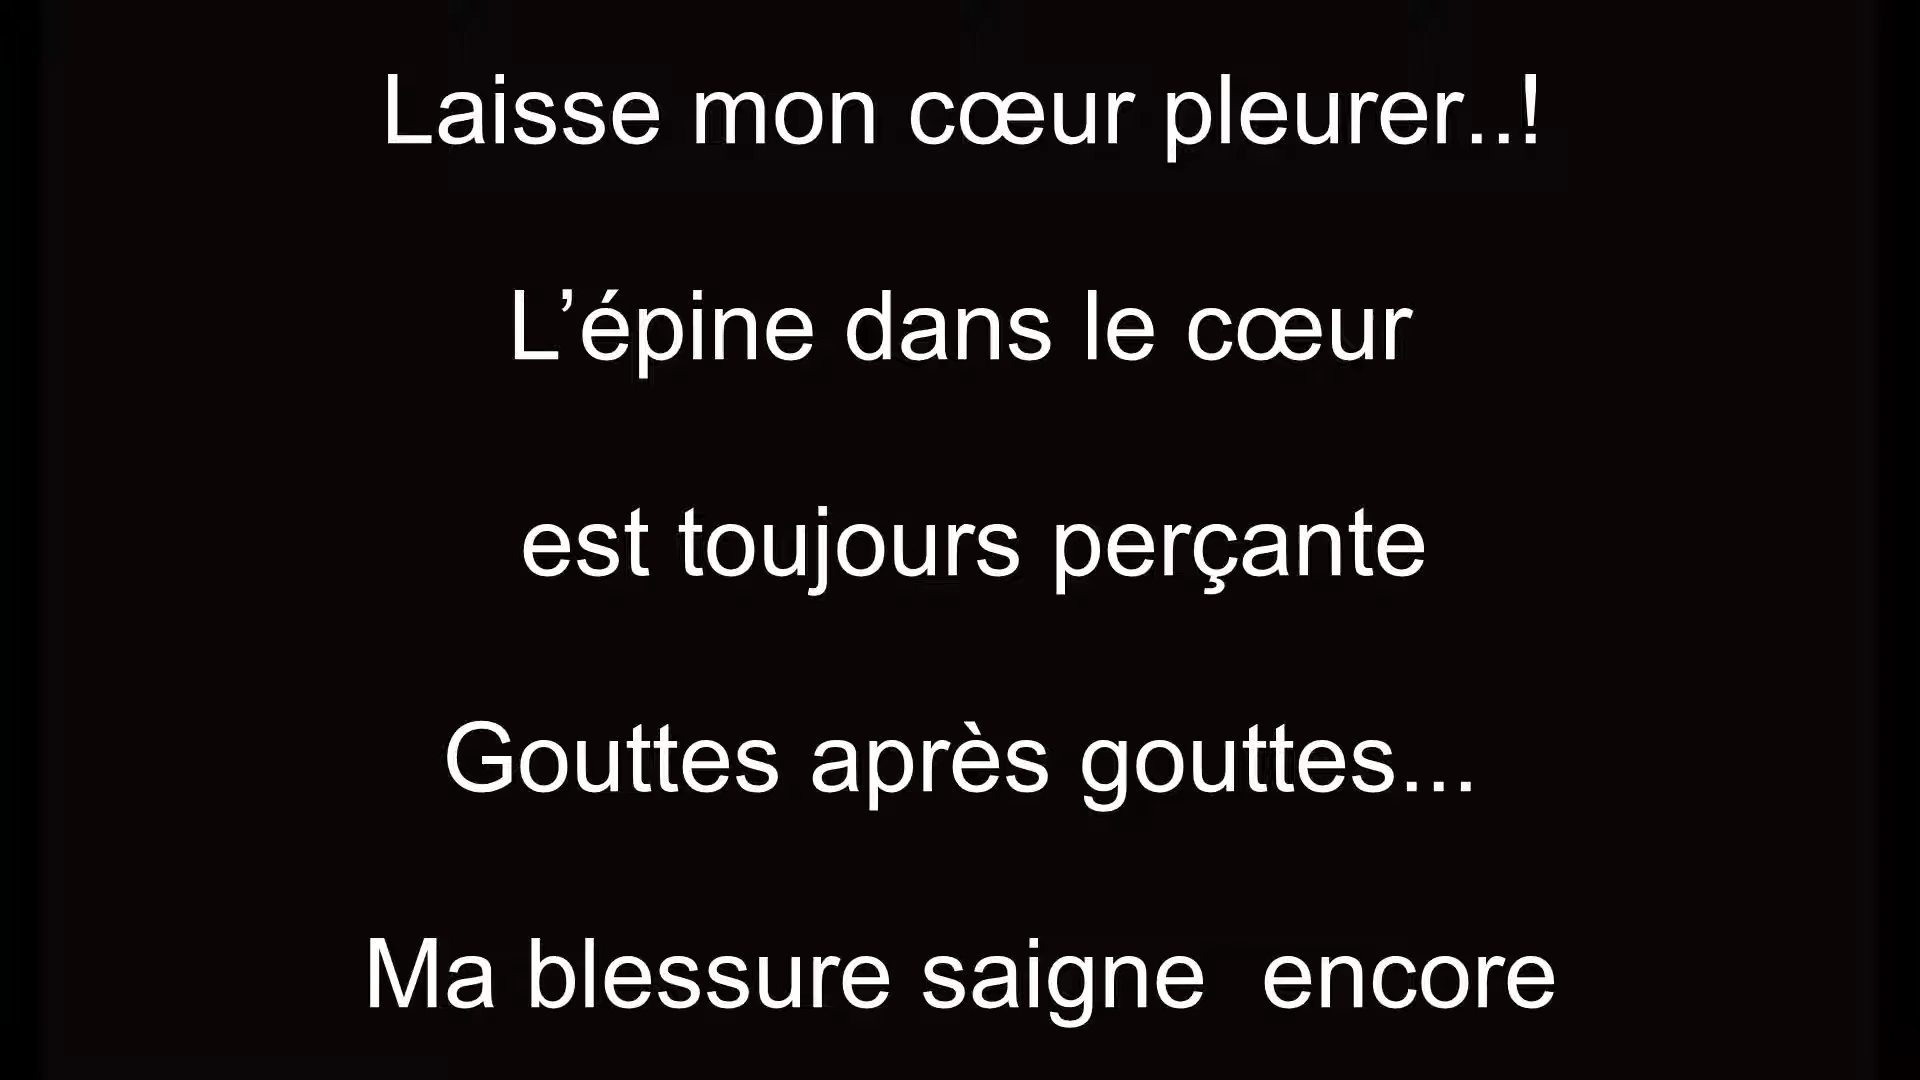 Laisse mon cœur pleurer..!
L’épine dans le cœur
est toujours perçante
Gouttes après gouttes...
Ma blessure saigne  encore